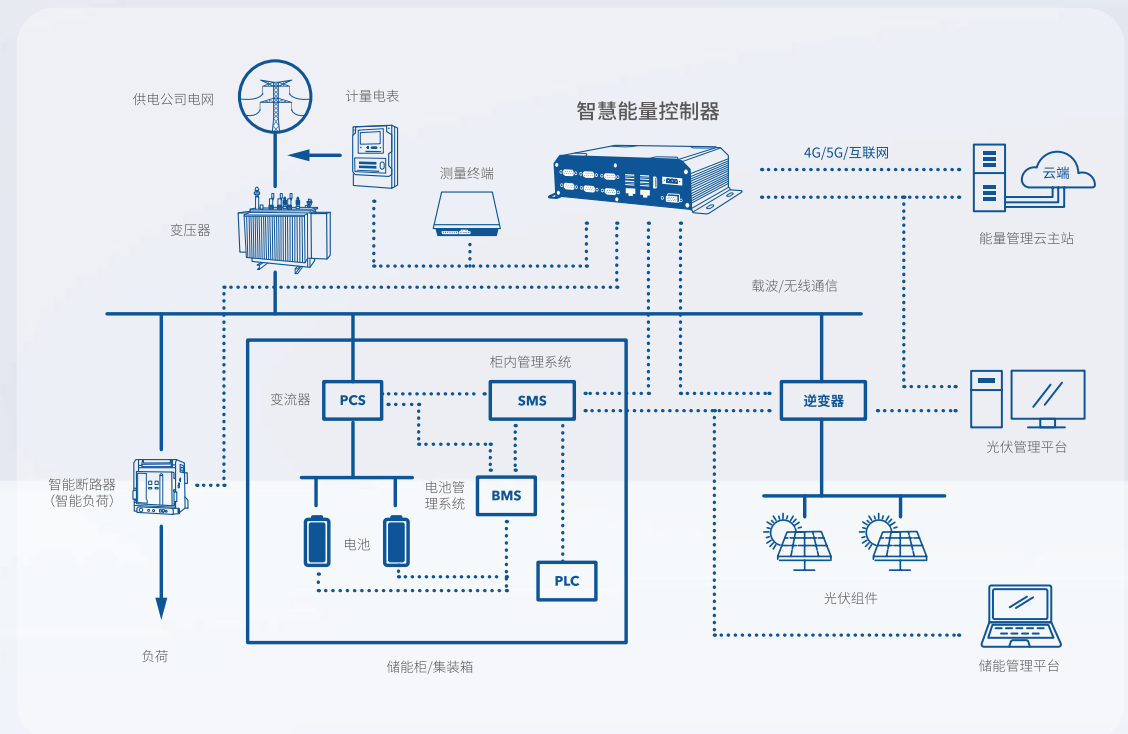 供电公司电网
计量电表
智慧能量控制器
4G/5G/互联网
云端
测量终端
变压器
能量管理云主站
载波/无线通信
柜内管理系统
变流器
PCS
SMS
逆变器
光伏管理平台
智能断路器
（智能负荷）
电池管
理系统
BMS
电池
PLC
光伏组件
负荷
储能柜/集装箱
储能管理平台